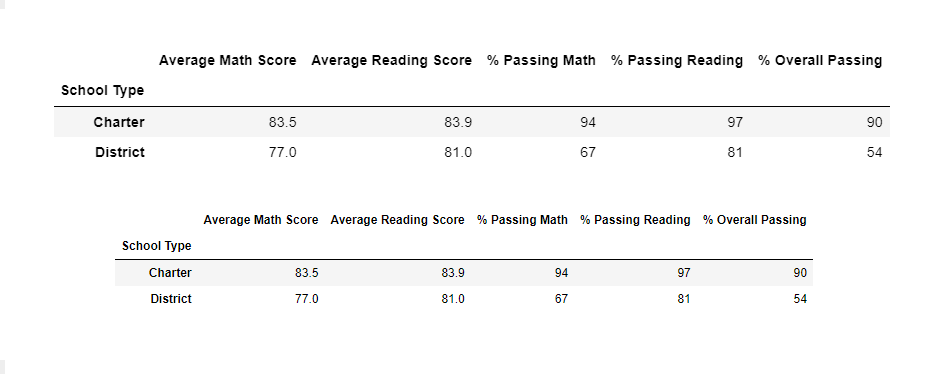 Average Math Score Average Reading Score % Passing Math % Passing Reading % Overall Passing
School Type
Charter 83.5 83.9 94 97 90
District 77.0 81.0 67 81 54
Average Math Score Average Reading Score % Passing Math % Passing Reading % Overall Passing
School Type
Charter 83.5 83.9 94 97 90
District 77.0 81.0 67 81 54